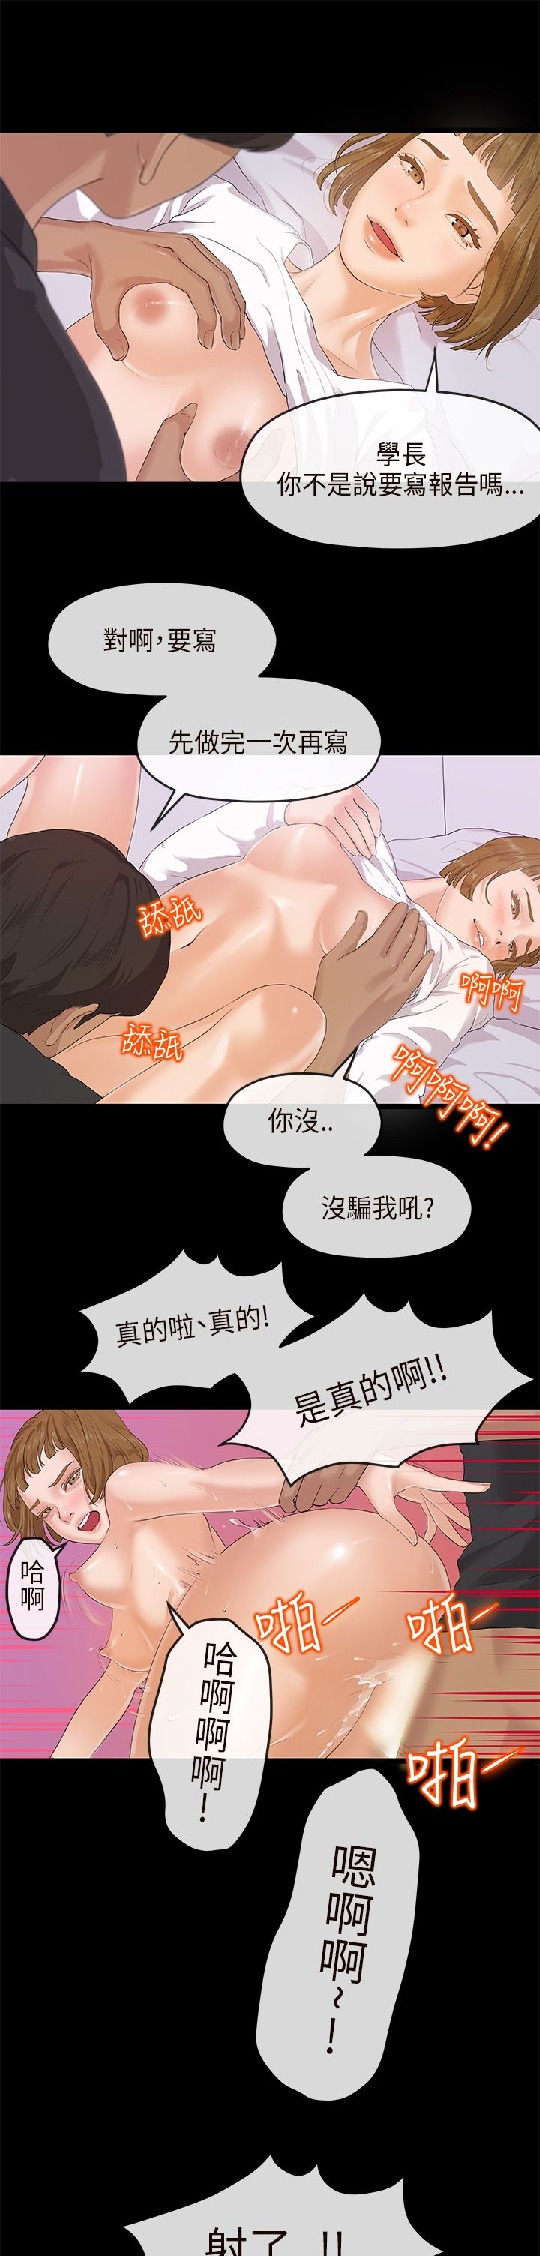 學長
你不是說要寫報告嗎...
對啊,要寫
先做完一次再寫
舔舐
舔舐
啊啊
啊啊啊!
你沒..
沒騙我吼?
真的啦、真的!
是真的啊!!
哈啊
哈啊啊啊!
啪–
啪–
啪–
嗯啊啊~!
射了..!!